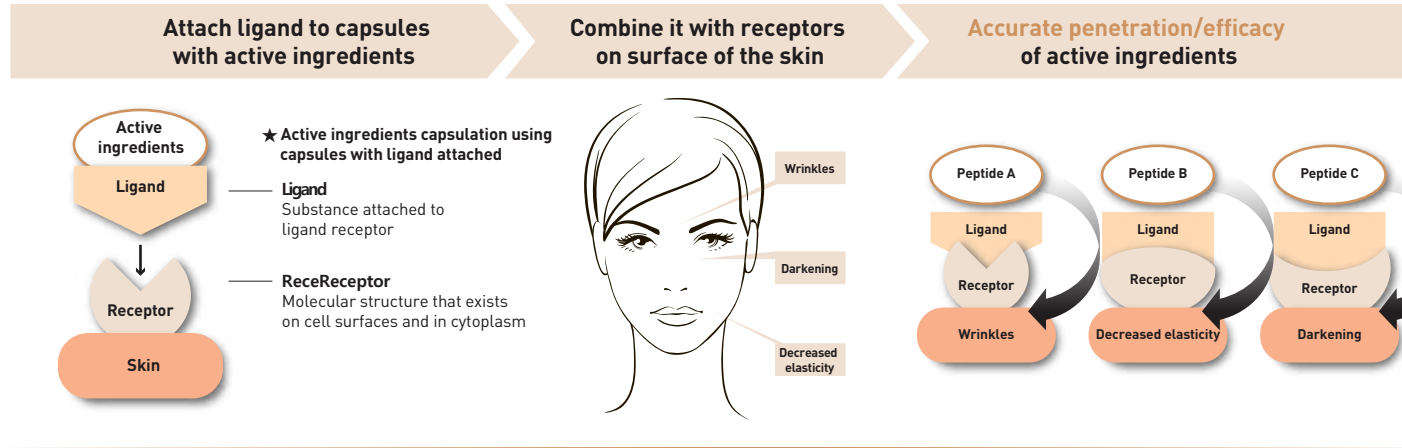 Attach ligand to capsules
with active ingredients
Combine it with receptors
on surface of the skin
Accurate penetration/efficacy
of active ingredients
Active
ingredients
Ligand
Receptor
Skin
★ Active ingredients capsulation using
capsules with ligand attached
Ligand
Substance attached to
ligand receptor
ReceReceptor
Molecular structure that exists
on cell surfaces and in cytoplasm
Wrinkles
Darkening
Decreased
elasticity
Peptide A
Ligand
Receptor
Wrinkles
Peptide B
Ligand
Receptor
Decreased elasticity
Peptide C
Ligand
Receptor
Darkening